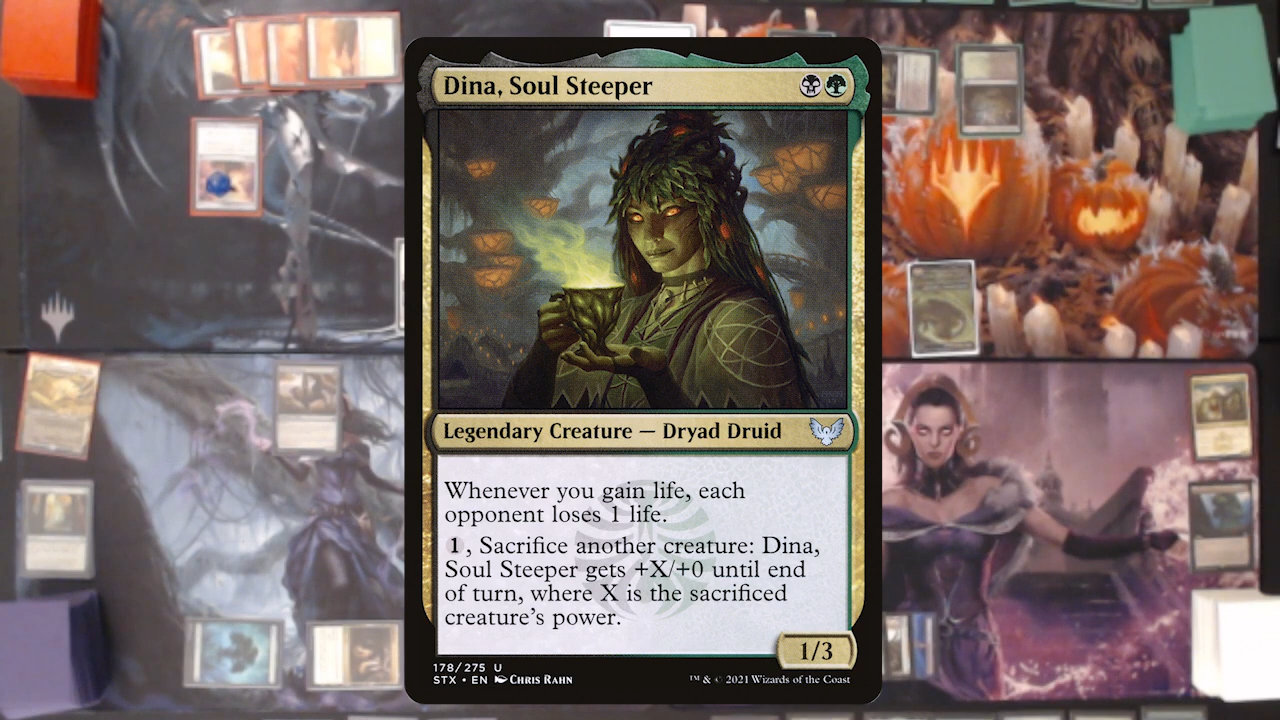 Dina, Soul Steeper
Legendary Creature — Dryad Druid
Whenever you gain life, each
opponent loses 1 life.
1, Sacrifice another creature: Dina,
Soul Steeper gets +X/+0 until end
of turn, where X is the sacrificed
creature's power.
1/3
178/275 U
STX • EN Chris Rahn
™ & © 2021 Wizards of the Coast